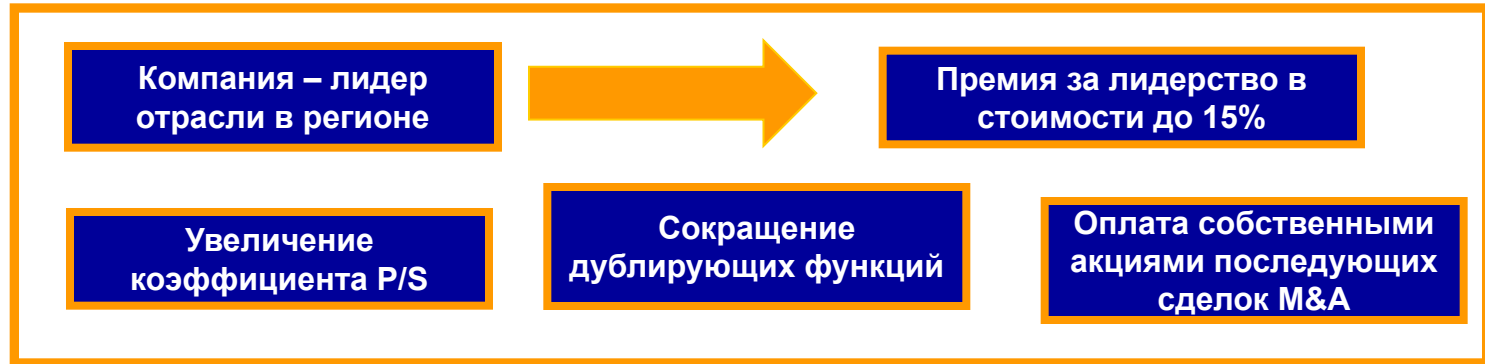 Компания – лидер
отрасли в регионе
Премия за лидерство в
стоимости до 15%
Увеличение
коэффициента P/S
Сокращение
дублирующих функций
Оплата собственными
акциями последующих
сделок M&A